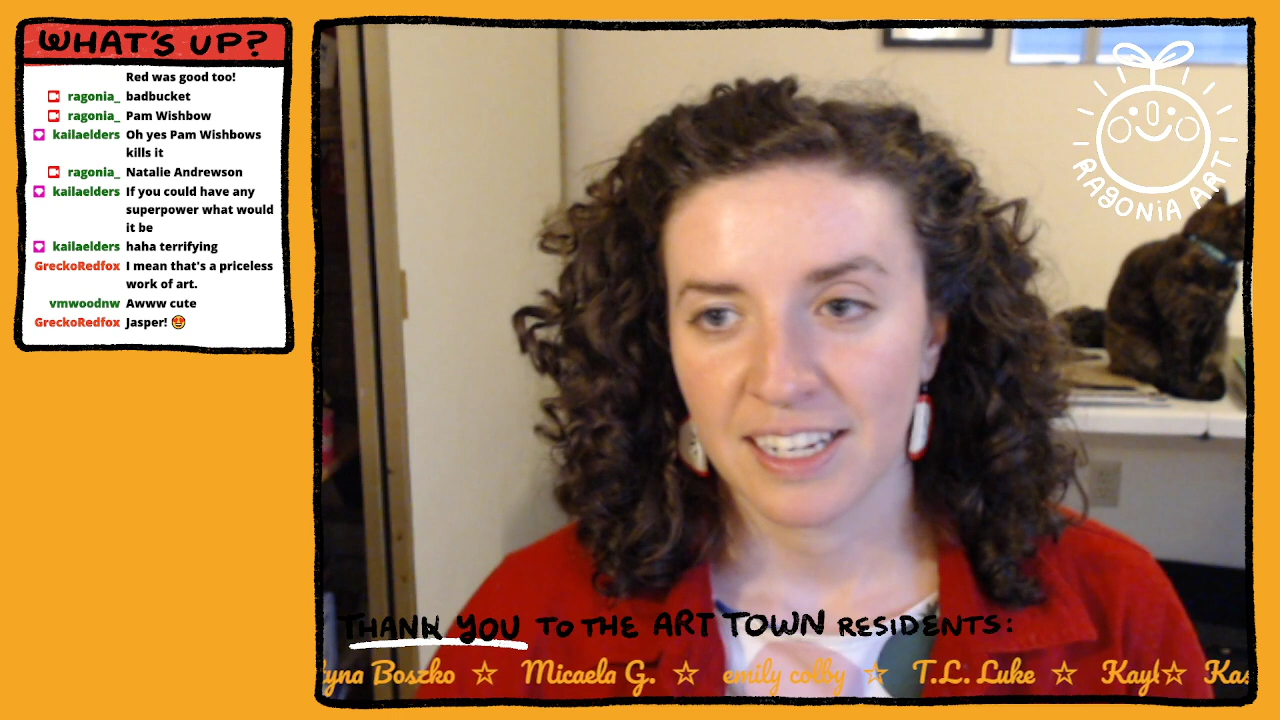 WHAT'S UP?
Red was good too!
ragonia_ badbucket
ragonia_ Pam Wishbow
kailaelders Oh yes Pam Wishbows
kills it
ragonia_ Natalie Andrewson
kailaelders If you could have any
superpower what would
it be
kailaelders haha terrifying
GreckoRedfox I mean that's a priceless
work of art.
vmwoodnw Awww cute
GreckoRedfox Jasper! 🤩
RAGONIA ART
THANK YOU TO THE ART TOWN RESIDENTS:
yna Boszko ☆ Micaela G. ☆ emily colby ☆ T.L. Luke ☆ Kayl☆ Kas